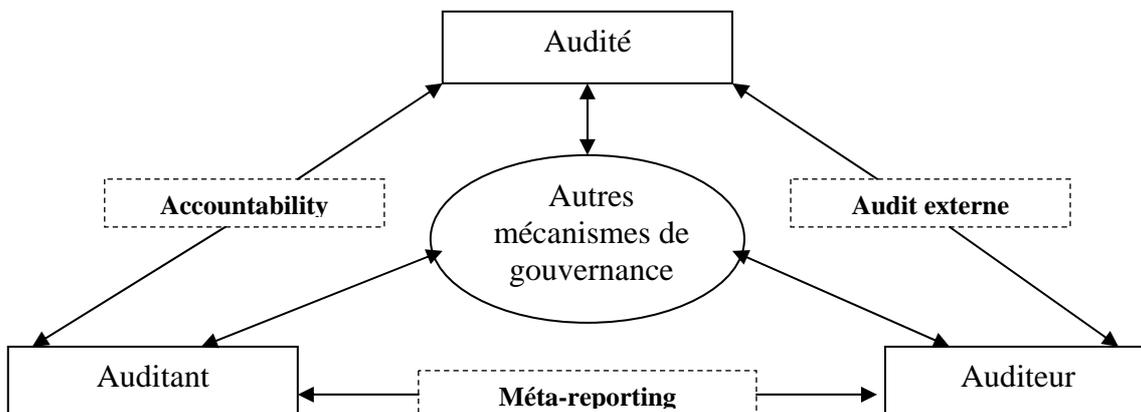 Audité
Accountability
Autres
mécanismes de
gouvernance
Audit externe
Auditant
Méta-reporting
Auditeur